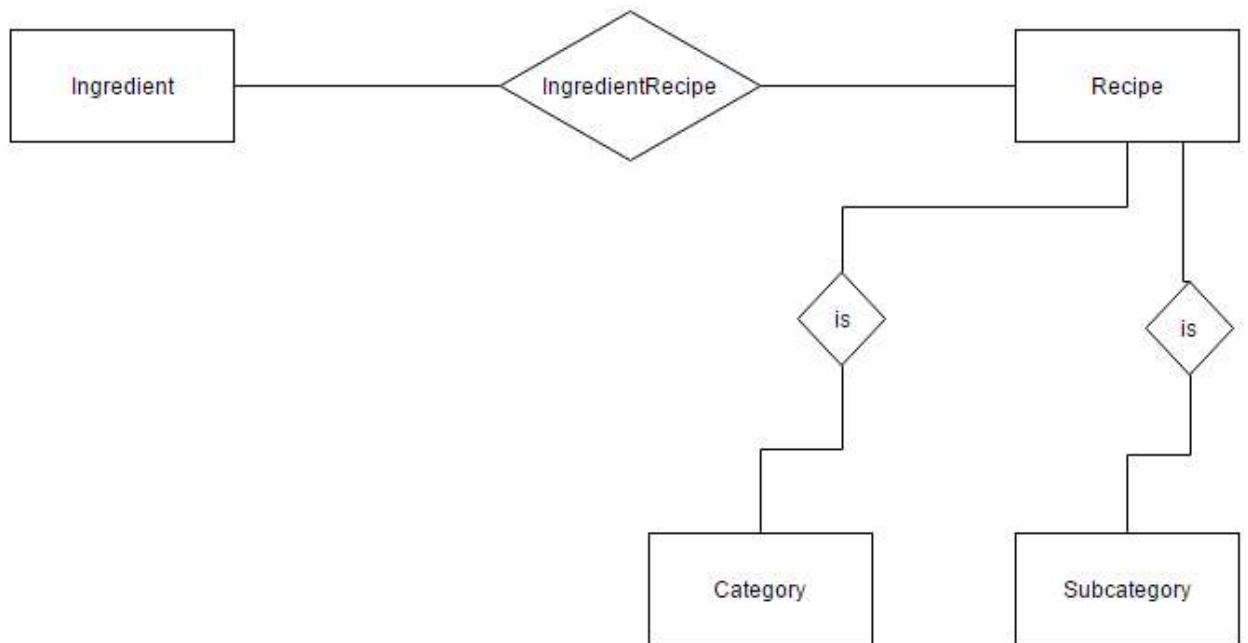 Ingredient
IngredientRecipe
Recipe
is
is
Category
Subcategory